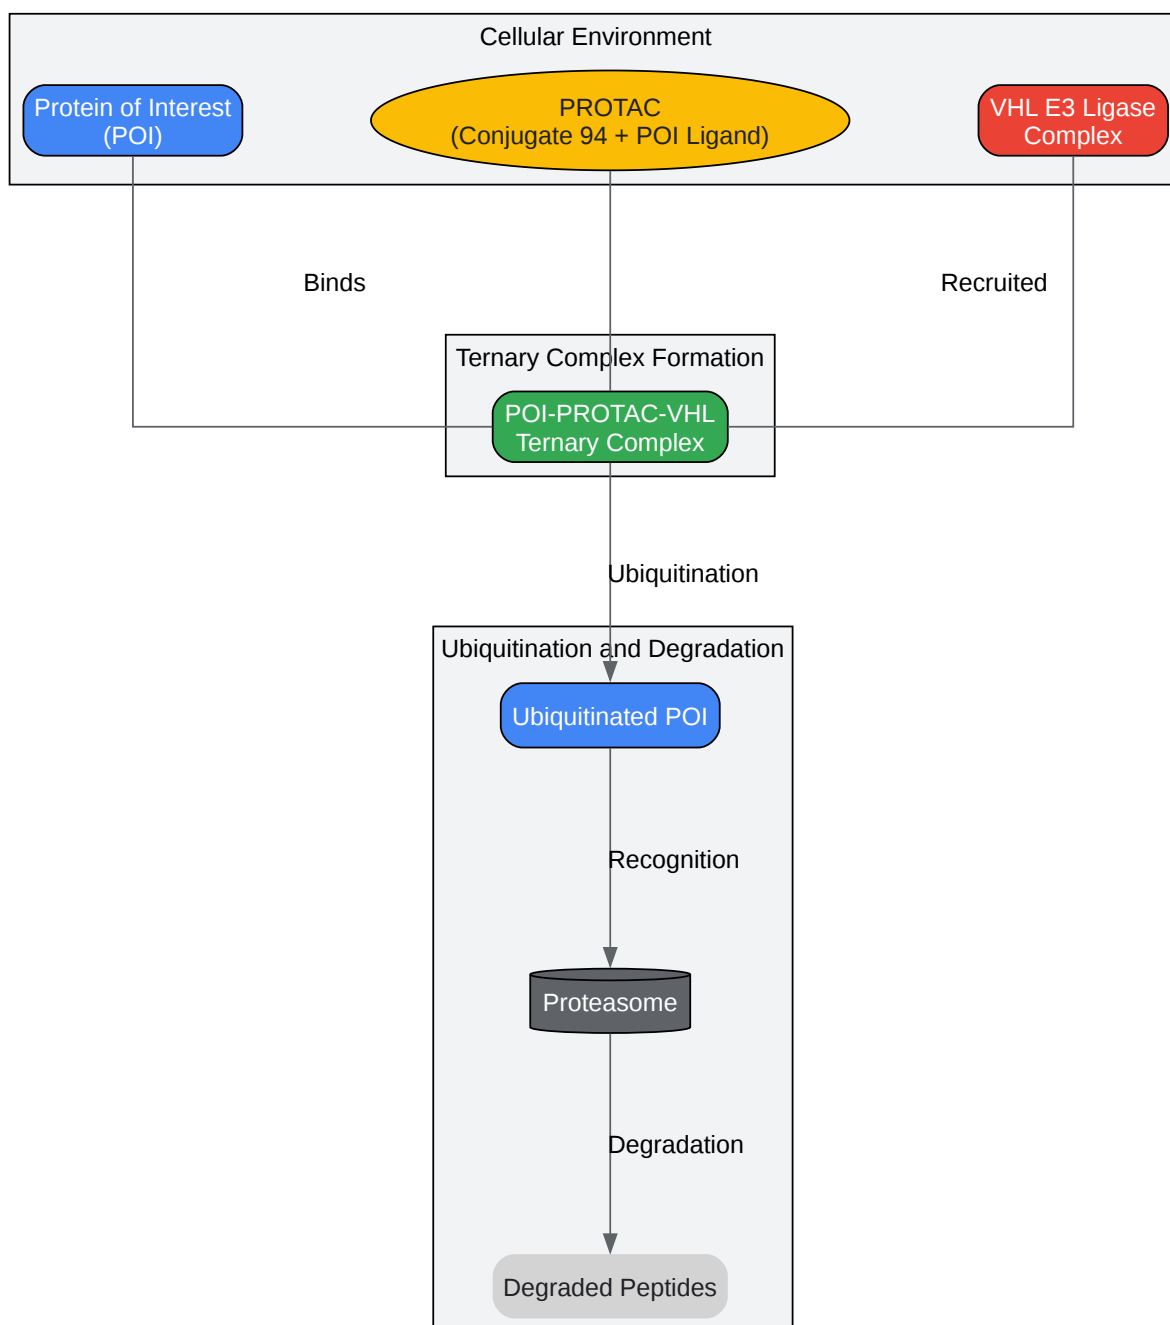 Cellular Environment
Protein of Interest
(POI)
PROTAC
(Conjugate 94 + POI Ligand)
VHL E3 Ligase
Complex
Binds
Recruited
Ternary Complex Formation
POI-PROTAC-VHL
Ternary Complex
Ubiquitination
Ubiquitination and Degradation
Ubiquitinated POI
Recognition
Proteasome
Degradation
Degraded Peptides